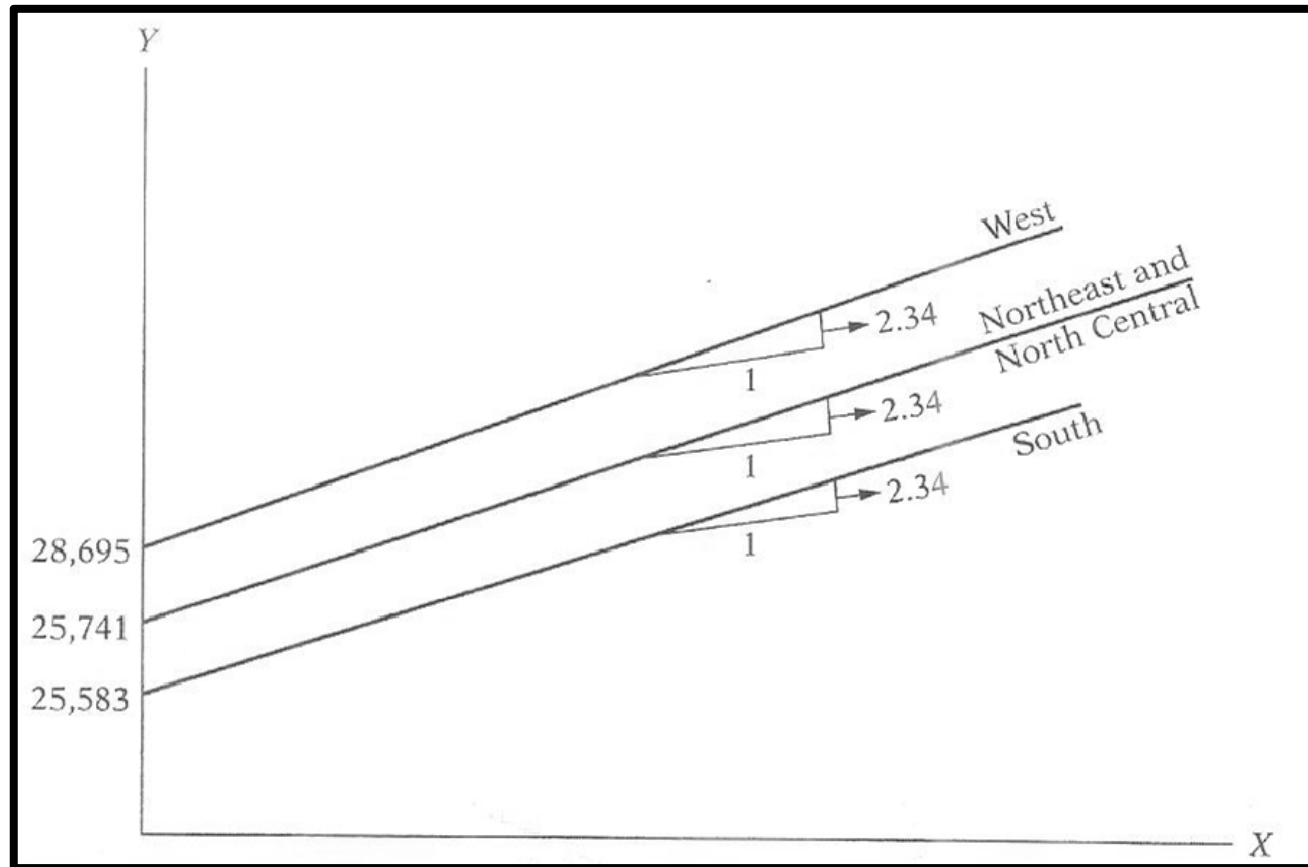 Y
West
Northeast and
2.34
North Central
1
2.34
South
1
2.34
1
28,695
25,741
25,583
X